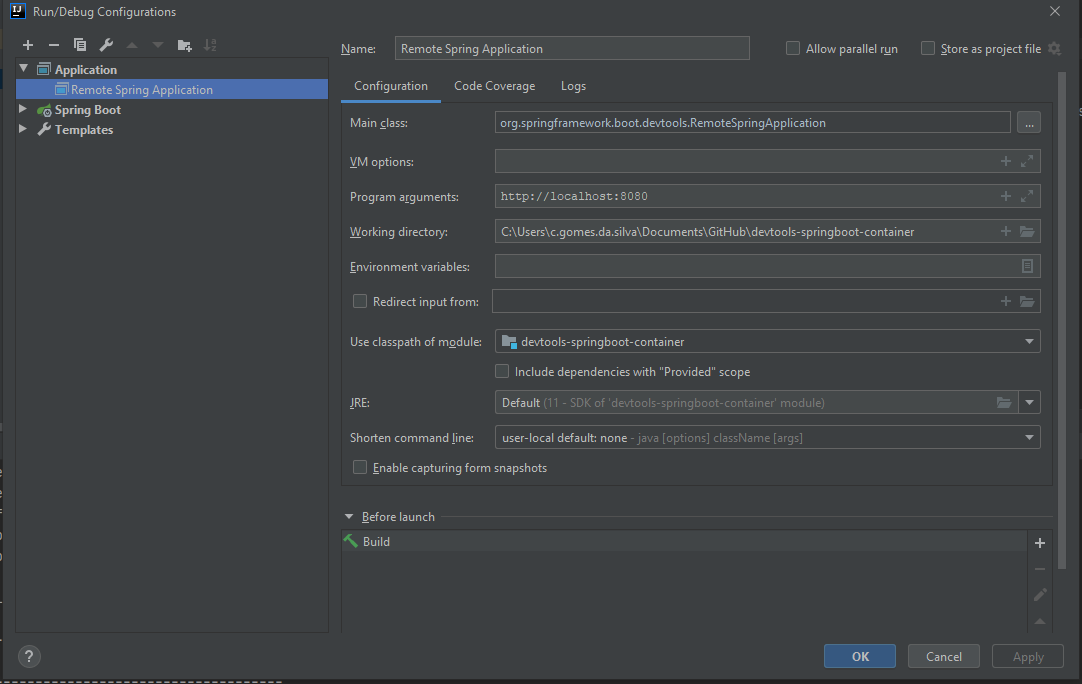 Run/Debug Configurations
Name: Remote Spring Application Allow parallel run Store as project file
Application
Remote Spring Application
Spring Boot
Templates
Configuration Code Coverage Logs
Main class: org.springframework.boot.devtools.RemoteSpringApplication ...
VM options:
Program arguments: http://localhost:8080
Working directory: C:\Users\c.gomes.da.silva\Documents\GitHub\devtools-springboot-container
Environment variables:
Redirect input from:
Use classpath of module: devtools-springboot-container
Include dependencies with "Provided" scope
JRE: Default (11 - SDK of 'devtools-springboot-container' module)
Shorten command line: user-local default: none - java [options] className [args]
Enable capturing form snapshots
Before launch
Build
? OK Cancel Apply